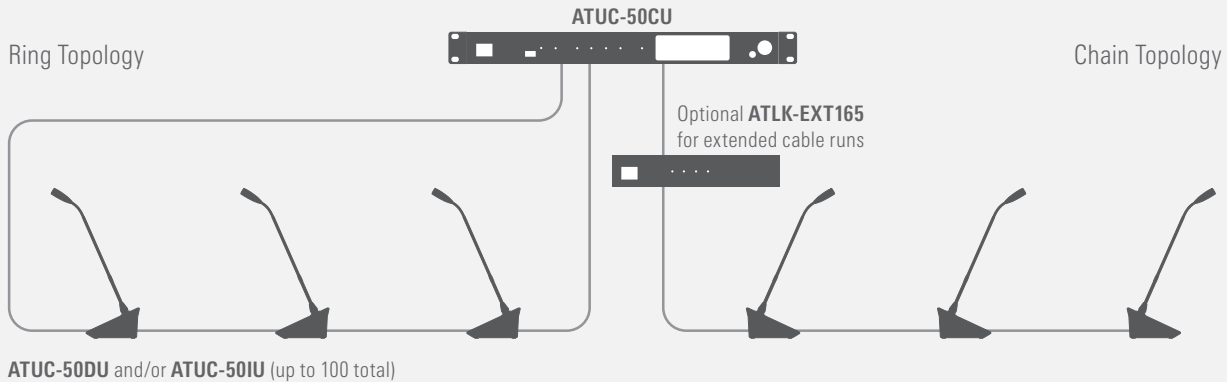 ATUC-50CU
Ring Topology
Chain Topology
Optional ATLK-EXT165
for extended cable runs
ATUC-50DU and/or ATUC-50IU (up to 100 total)